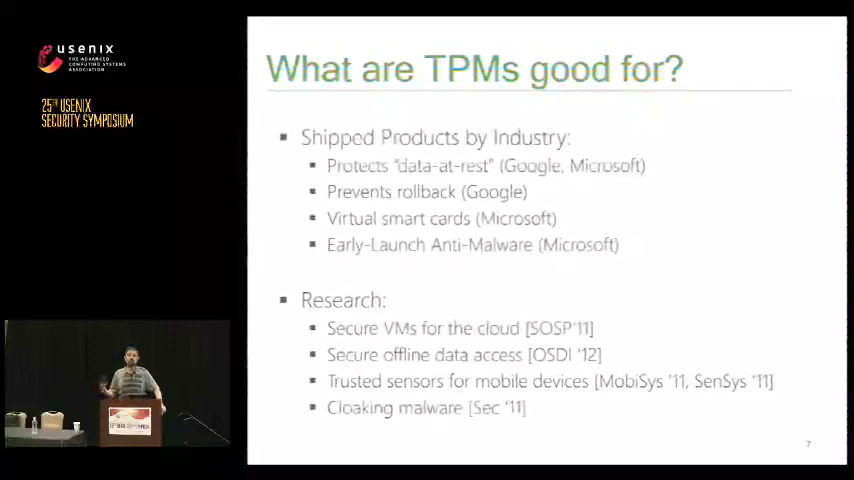 usenix
THE ADVANCED
COMPUTING SYSTEMS
ASSOCIATION
25TH USENIX
SECURITY SYMPOSIUM
What are TPMs good for?
Shipped Products by Industry:
Protects “data-at-rest” (Google, Microsoft)
Prevents rollback (Google)
Virtual smart cards (Microsoft)
Early-Launch Anti-Malware (Microsoft)
Research:
Secure VMs for the cloud [SOSP'11]
Secure offline data access [OSDI '12]
Trusted sensors for mobile devices [MobiSys '11, SenSys '11]
Cloaking malware [Sec '11]
7